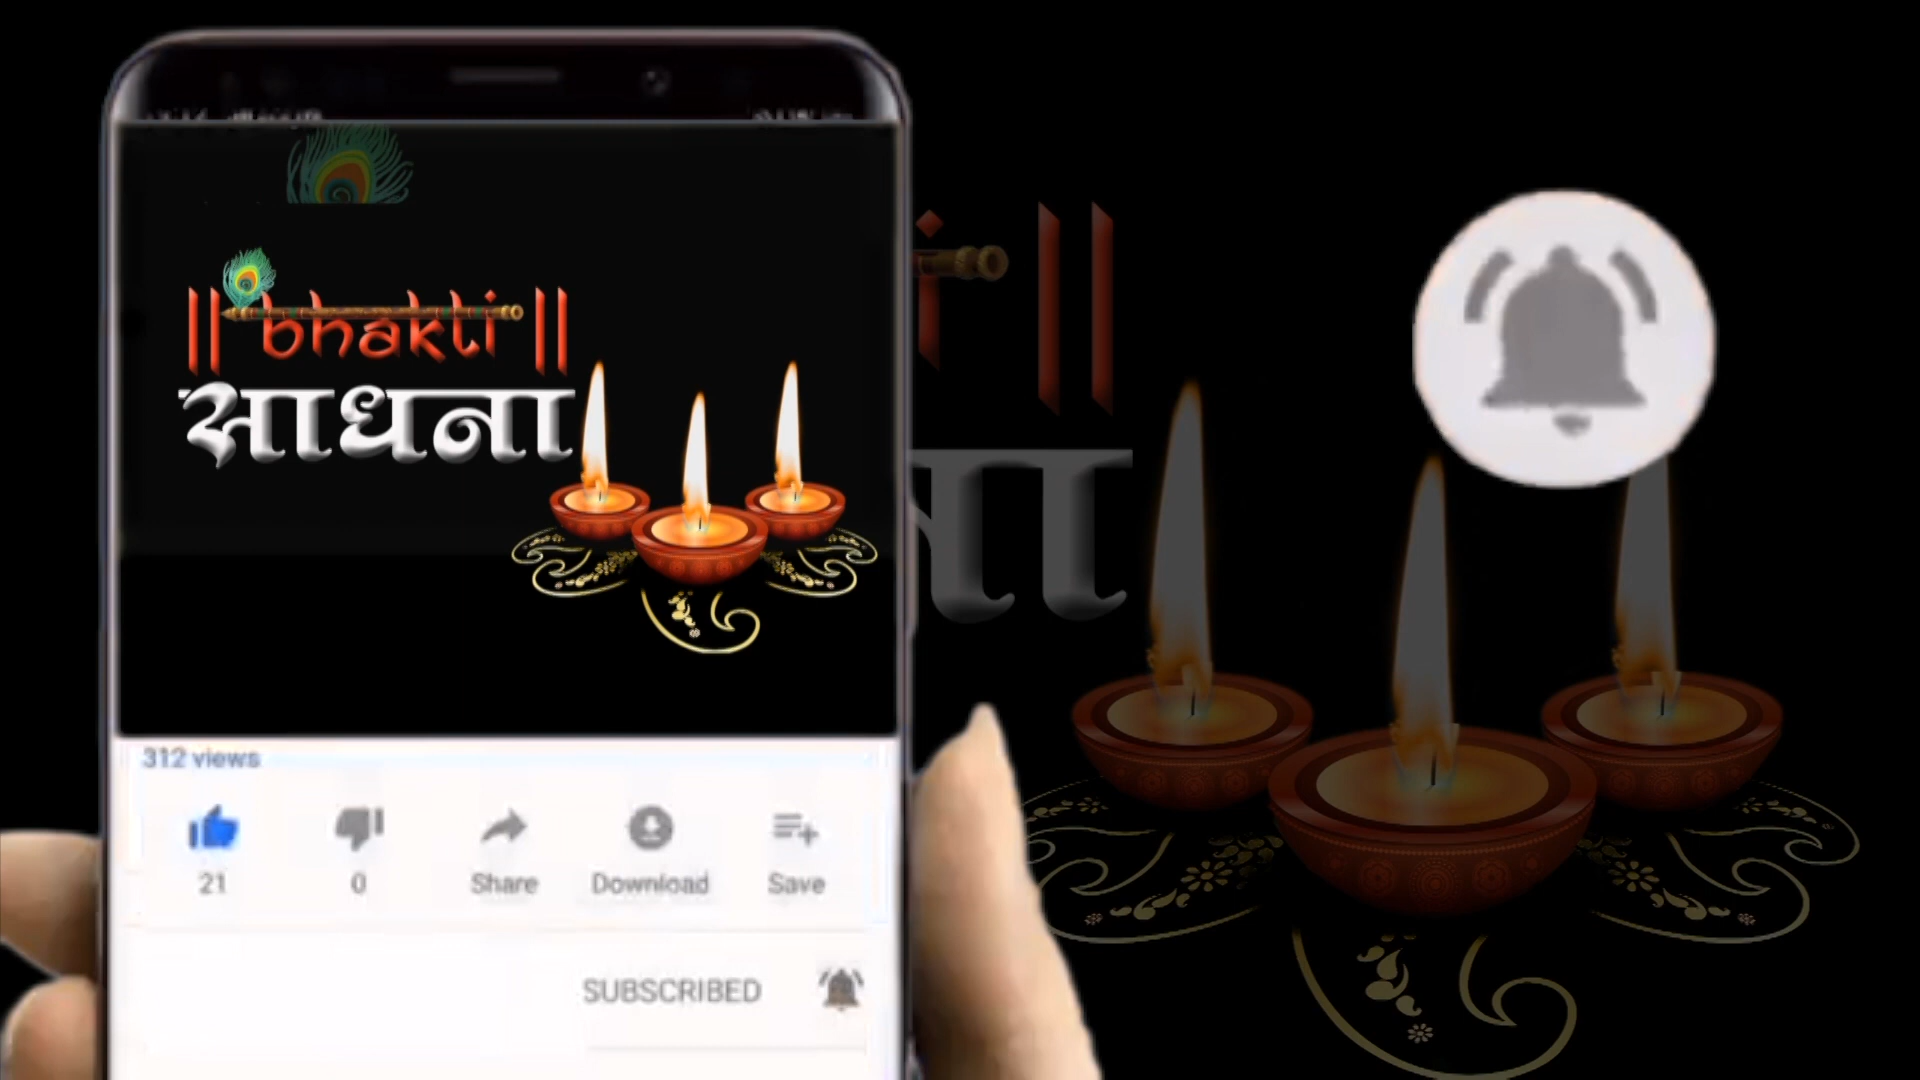 || bhakti ||
साधना
312 views
21
0
Share
Download
Save
SUBSCRIBED